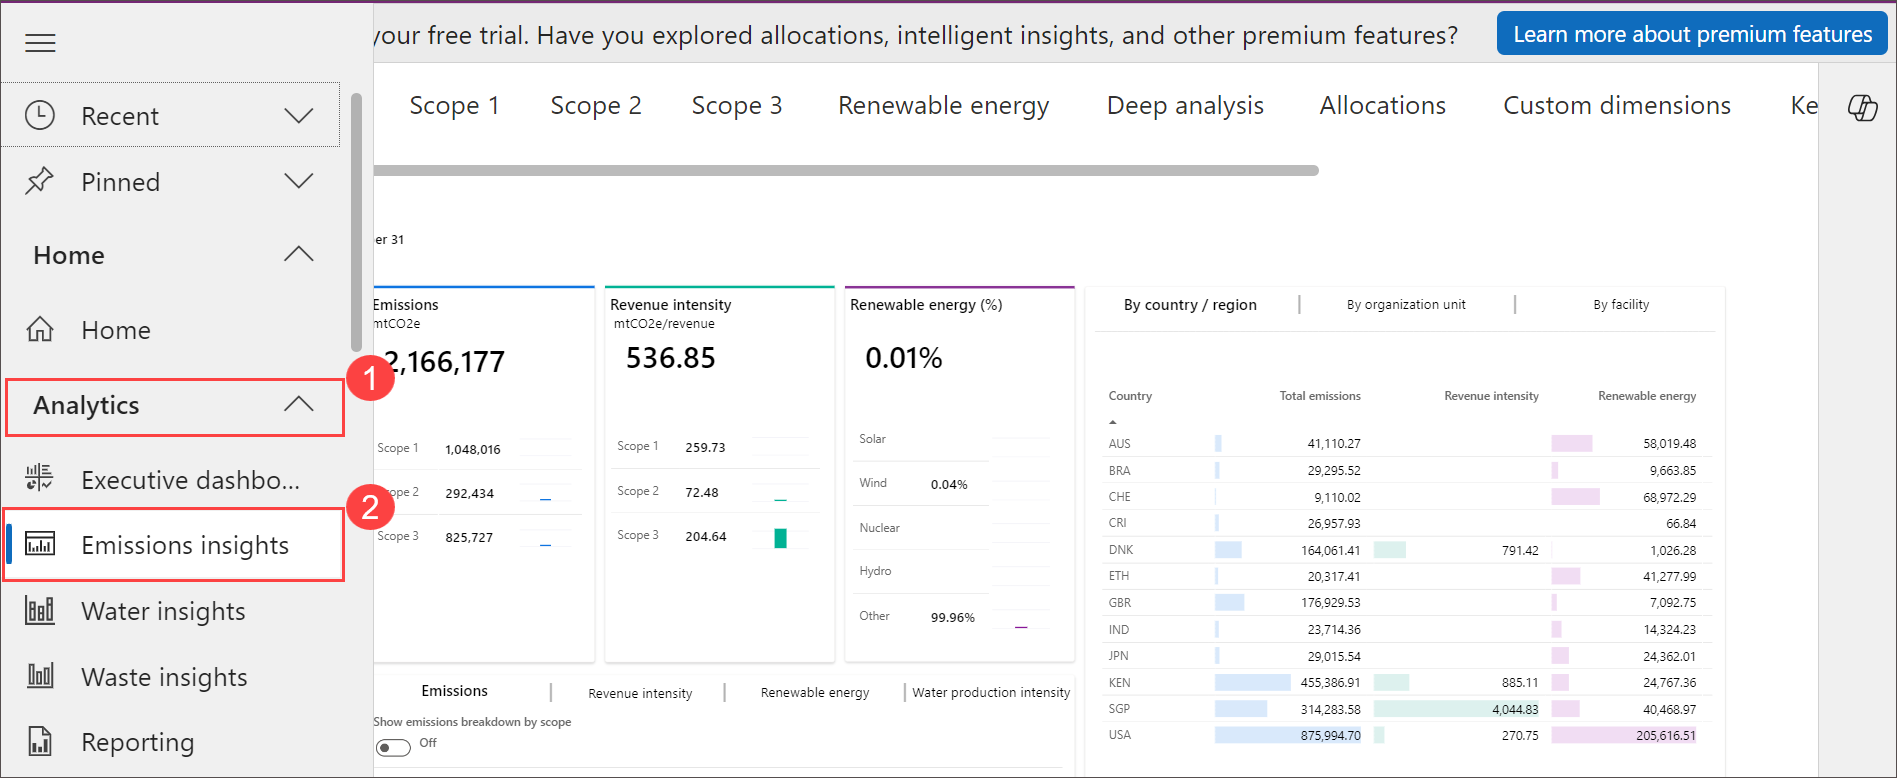 your free trial. Have you explored allocations, intelligent insights, and other premium features?
Learn more about premium features
Recent
Pinned
Home
Home
1
Analytics
Executive dashbo...
2
Emissions insights
Water insights
Waste insights
Reporting
Scope 1 Scope 2 Scope 3 Renewable energy Deep analysis Allocations Custom dimensions Ke
er 31
Emissions
mtCO2e
2,166,177
Scope 1 1,048,016
ope 2 292,434
cope 3 825,727
Revenue intensity
mtCO2e/revenue
536.85
Scope 1 259.73
Scope 2 72.48
Scope 3 204.64
Renewable energy (%)
0.01%
Solar
Wind 0.04%
Nuclear
Hydro
Other 99.96%
Emissions | Revenue intensity | Renewable energy | Water production intensity
Show emissions breakdown by scope
Off
By country / region | By organization unit | By facility
Country Total emissions Revenue intensity Renewable energy
AUS 41,110.27 58,019.48
BRA 29,295.52 9,663.85
CHE 9,110.02 68,972.29
CRI 26,957.93 66.84
DNK 164,061.41 791.42 1,026.28
ETH 20,317.41 41,277.99
GBR 176,929.53 7,092.75
IND 23,714.36 14,324.23
JPN 29,015.54 24,362.01
KEN 455,386.91 885.11 24,767.36
SGP 314,283.58 4,044.83 40,468.97
USA 875,994.70 270.75 205,616.51